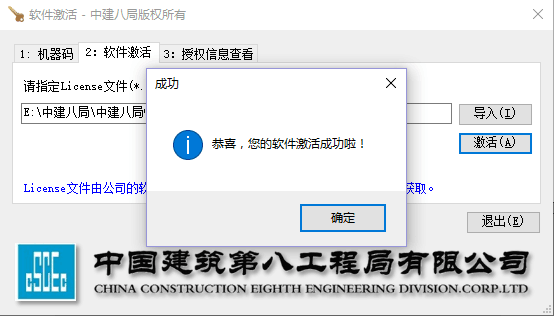 软件激活 - 中建八局版权所有
1: 机器码
2: 软件激活
3: 授权信息查看
请指定License文件(*.
E:\中建八局\中建八局
导入(I)
激活(A)
License文件由公司的软
获取。
退出(E)
成功
恭喜，您的软件激活成功啦！
确定
CSCEC
中国建筑第八工程局有限公司
CHINA CONSTRUCTION EIGHTH ENGINEERING DIVISION.CORP.LTD